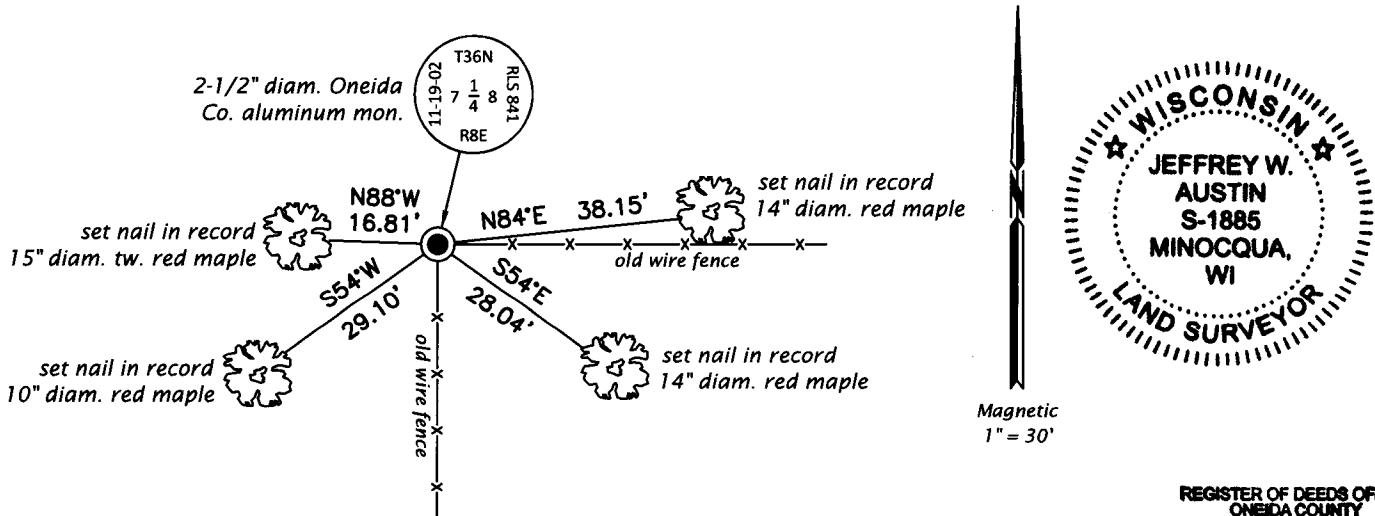 2-1/2" diam. Oneida
Co. aluminum mon.
T36N
11-19-02
7 1/4 8
RLS 841
R8E
N88°W
16.81'
set nail in record
15" diam. tw. red maple
N84°E 38.15'
set nail in record
14" diam. red maple
old wire fence
S54°W
29.10'
set nail in record
10" diam. red maple
S54°E
28.04'
set nail in record
14" diam. red maple
old wire fence
N
Magnetic
1" = 30'
WISCONSIN
JEFFREY W.
AUSTIN
S-1885
MINOCQUA,
WI
LAND SURVEYOR
REGISTER OF DEEDS OF
ONEIDA COUNTY